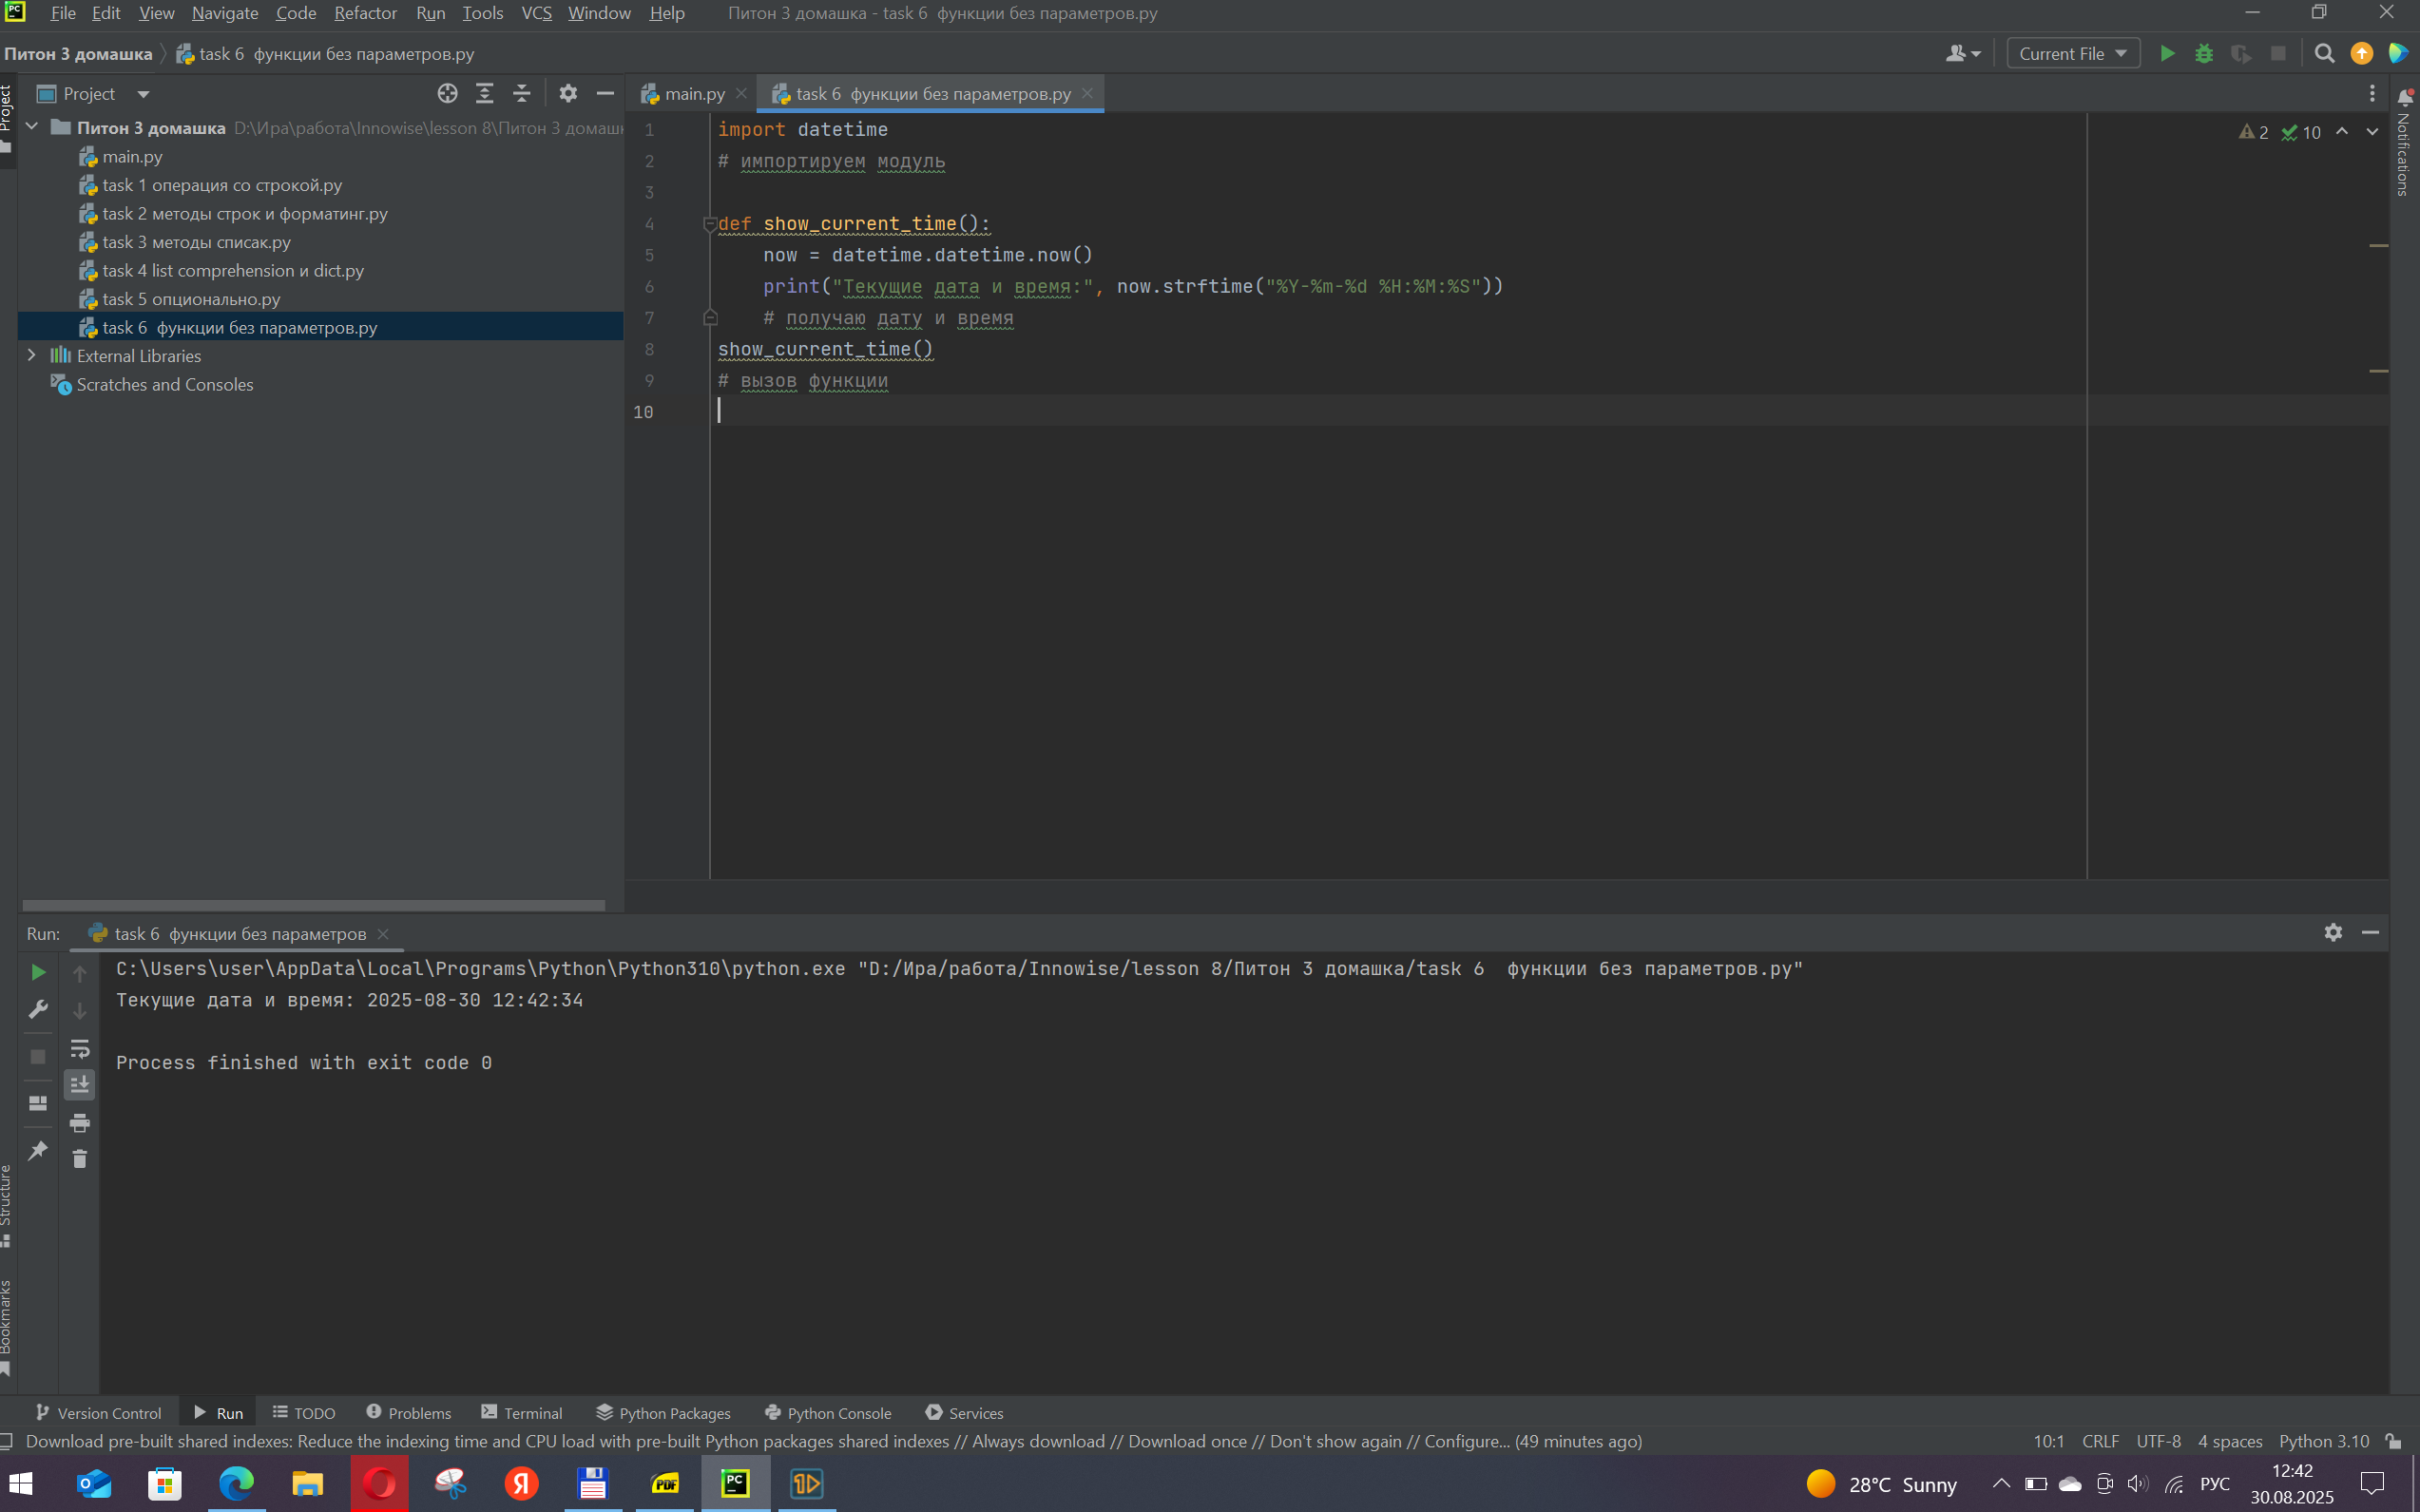 File Edit View Navigate Code Refactor Run Tools VCS Window Help Питон 3 домашка - task 6  функции без параметров.py
Питон 3 домашка task 6  функции без параметров.py Current File
Project
Project
main.py task 6  функции без параметров.py
Питон 3 домашка D:\Ира\работа\Innowise\lesson 8\Питон 3 домаш
main.py
task 1 операция со строкой.py
task 2 методы строк и форматинг.py
task 3 методы списак.py
task 4 list comprehension и dict.py
task 5 опционально.py
task 6  функции без параметров.py
External Libraries
Scratches and Consoles
1 import datetime
2 # импортируем модуль
3
4 def show_current_time():
5 now = datetime.datetime.now()
6 print("Текущие дата и время:", now.strftime("%Y-%m-%d %H:%M:%S"))
7 # получаю дату и время
8 show_current_time()
9 # вызов функции
10
2 10
Notifications
Run: task 6  функции без параметров
C:\Users\user\AppData\Local\Programs\Python\Python310\python.exe "D:/Ира/работа/Innowise/lesson 8/Питон 3 домашка/task 6  функции без параметров.py"
Текущие дата и время: 2025-08-30 12:42:34
Process finished with exit code 0
Structure
Bookmarks
Version Control Run TODO Problems Terminal Python Packages Python Console Services
Download pre-built shared indexes: Reduce the indexing time and CPU load with pre-built Python packages shared indexes // Always download // Download once // Don't show again // Configure... (49 minutes ago) 10:1 CRLF UTF-8 4 spaces Python 3.10
PDF PC
28°C Sunny РУС 12:42
30.08.2025